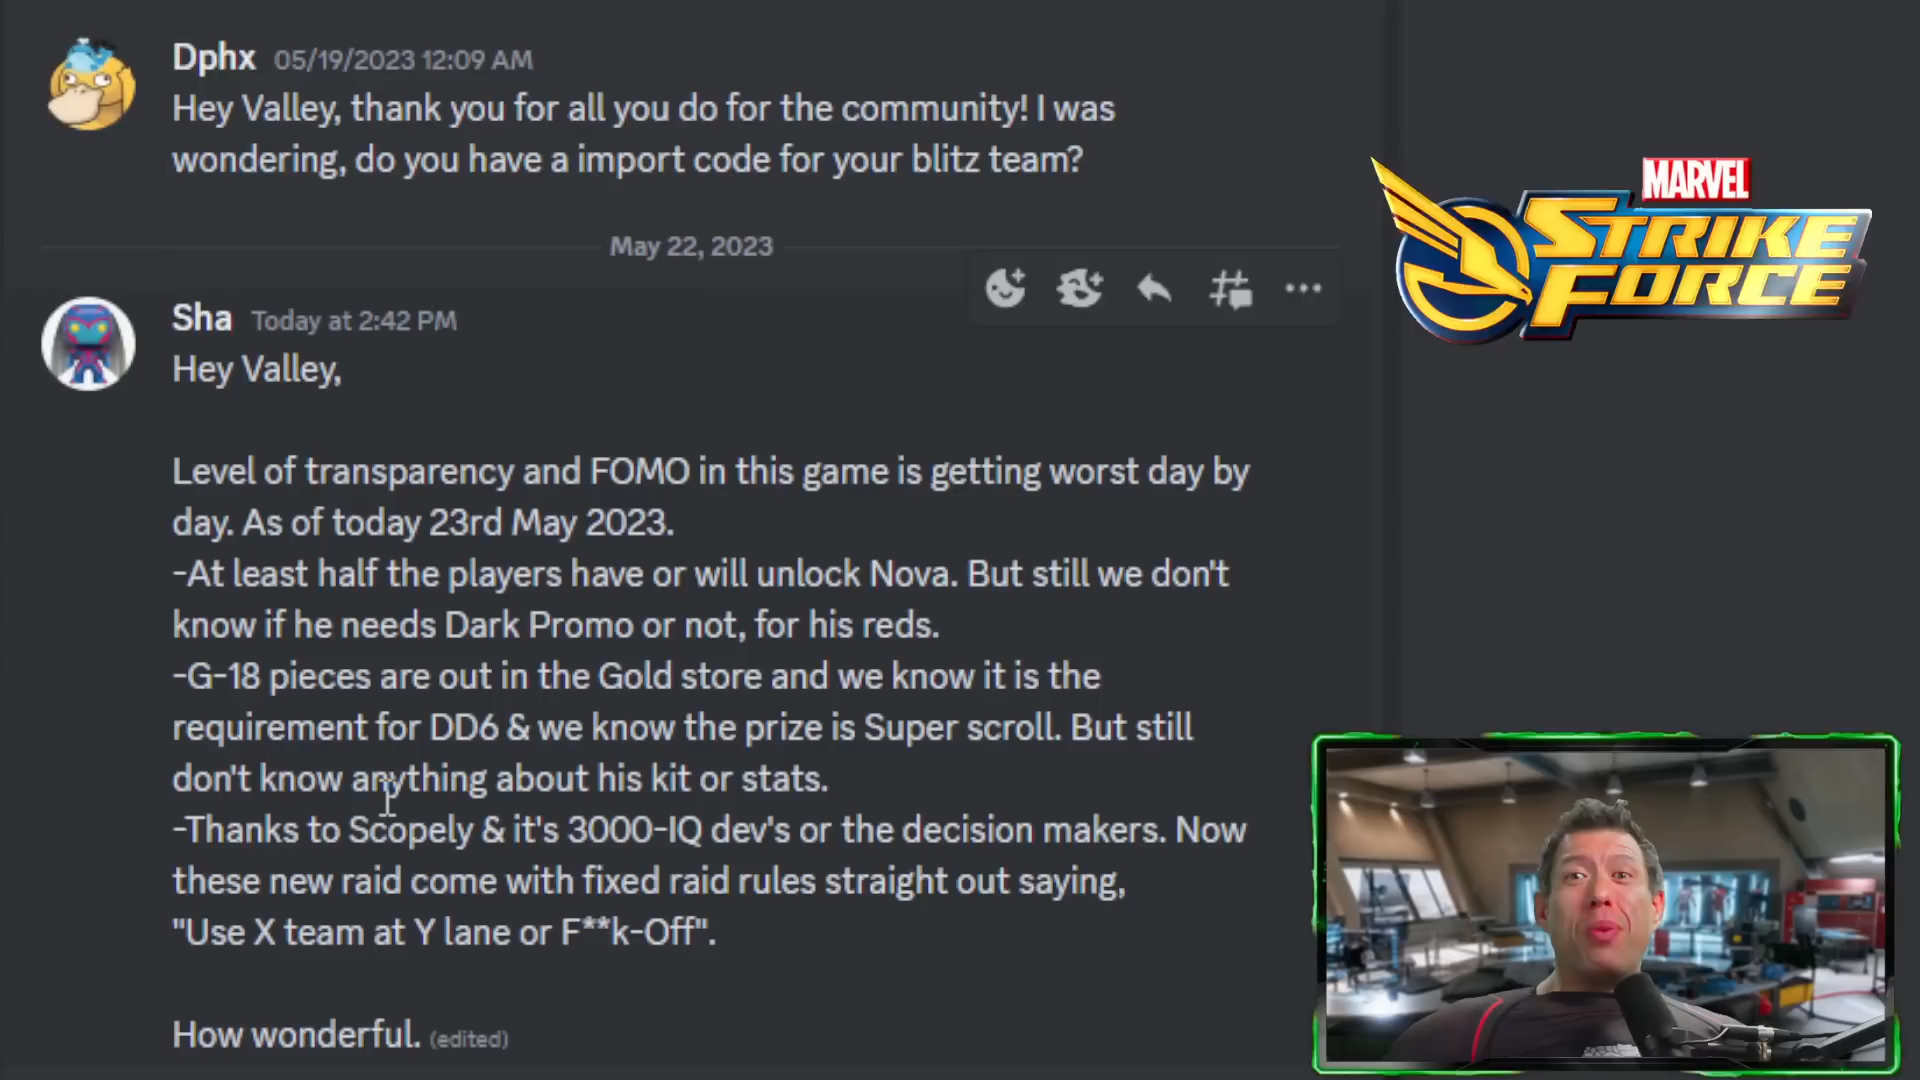 Dphx 05/19/2023 12:09 AM
Hey Valley, thank you for all you do for the community! I was
wondering, do you have a import code for your blitz team?
May 22, 2023
Sha Today at 2:42 PM
Hey Valley,
Level of transparency and FOMO in this game is getting worst day by
day. As of today 23rd May 2023.
-At least half the players have or will unlock Nova. But still we don't
know if he needs Dark Promo or not, for his reds.
-G-18 pieces are out in the Gold store and we know it is the
requirement for DD6 & we know the prize is Super scroll. But still
don't know anything about his kit or stats.
-Thanks to Scopely & it's 3000-IQ dev's or the decision makers. Now
these new raid come with fixed raid rules straight out saying,
"Use X team at Y lane or F**k-Off".
How wonderful. (edited)
MARVEL
STRIKE
FORCE